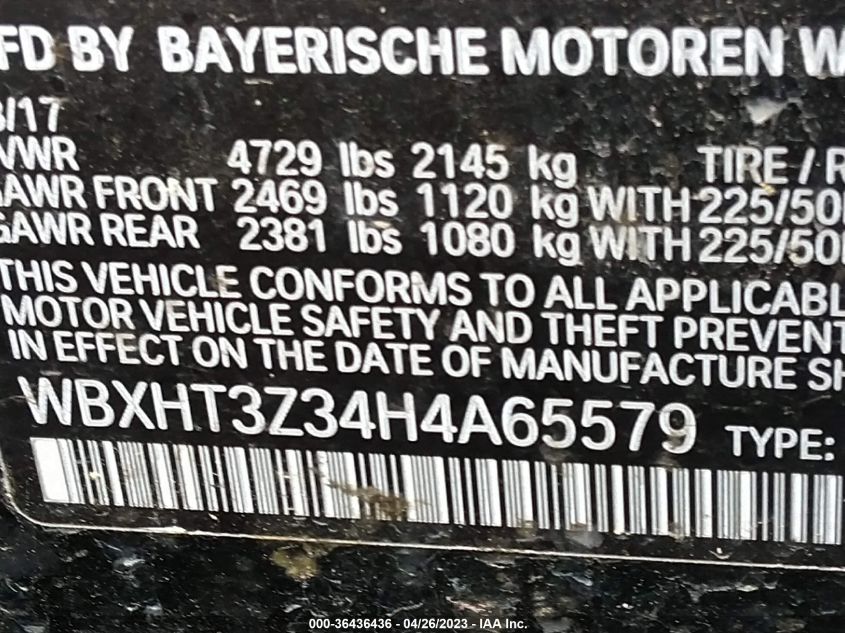 FD BY BAYERISCHE MOTOREN W
/17
VWR 4729 lbs 2145 kg TIRE / R
AWR FRONT 2469 lbs 1120 kg WITH 225/50
GAWR REAR 2381 lbs 1080 kg WITH 225/50
THIS VEHICLE CONFORMS TO ALL APPLICABL
MOTOR VEHICLE SAFETY AND THEFT PREVENT
IN EFFECT ON THE DATE OF MANUFACTURE SH
WBXHT3Z34H4A65579 TYPE:
000-36436436 - 04/26/2023 - IAA Inc.